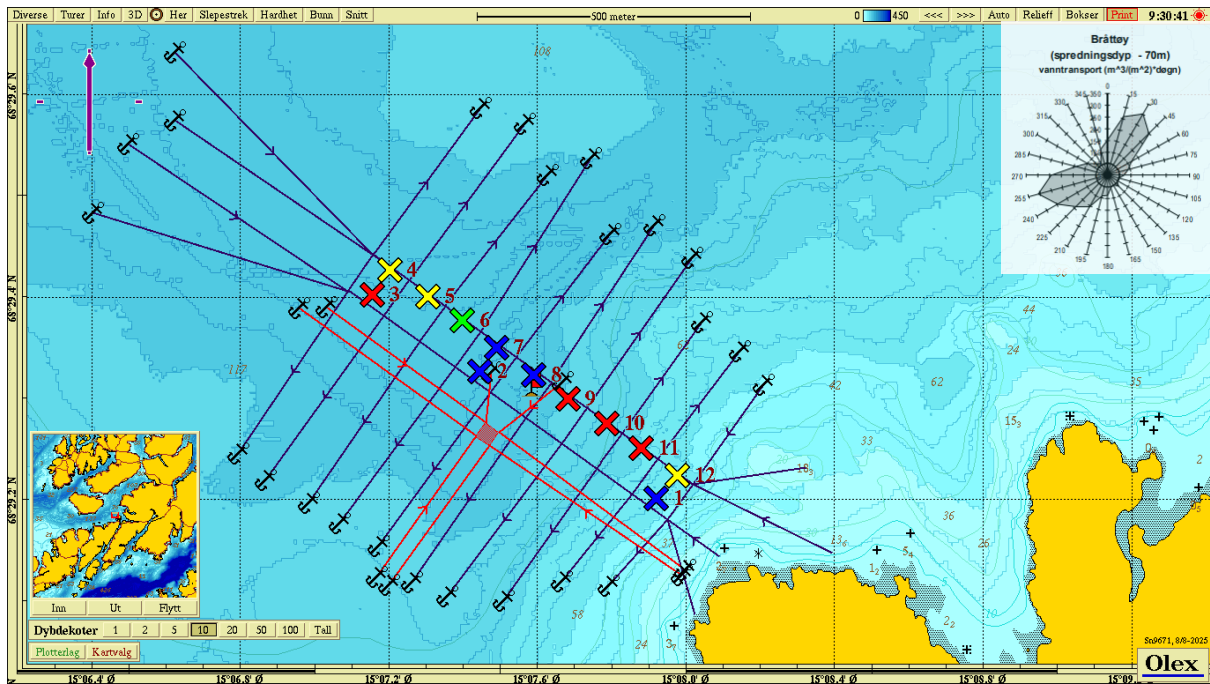 Diverse Turer Info 3D Her Slepestrek Hardhet Bunn Snitt
500 meter
0 450 <<< >>> Auto Relieff Bokser Print 9:30:41
Bråttøy
(spredningsdyp - 70m)
vanntransport (m^3/(m^2)*døgn)
0
345 350 15
330 300 30
315 45
300 60
285 75
270 90
255 105
240 120
225 135
210 150
195 165
180
68°29.6' N
68°29.4' N
68°29.2' N
108
112
4
3
5
6
7
2
8
9
10
11
12
1
62
42
62
44
24
35
33
26
58
24
Inn Ut Flytt
Dybdekoter 1 2 5 10 20 50 100 Tall
Plotterlag Kartvalg
Sn9671, 8/8-2025
Olex
15°06.4' Ø 15°06.6' Ø 15°07.0' Ø 15°07.2' Ø 15°07.6' Ø 15°08.0' Ø 15°08.4' Ø 15°08.8' Ø